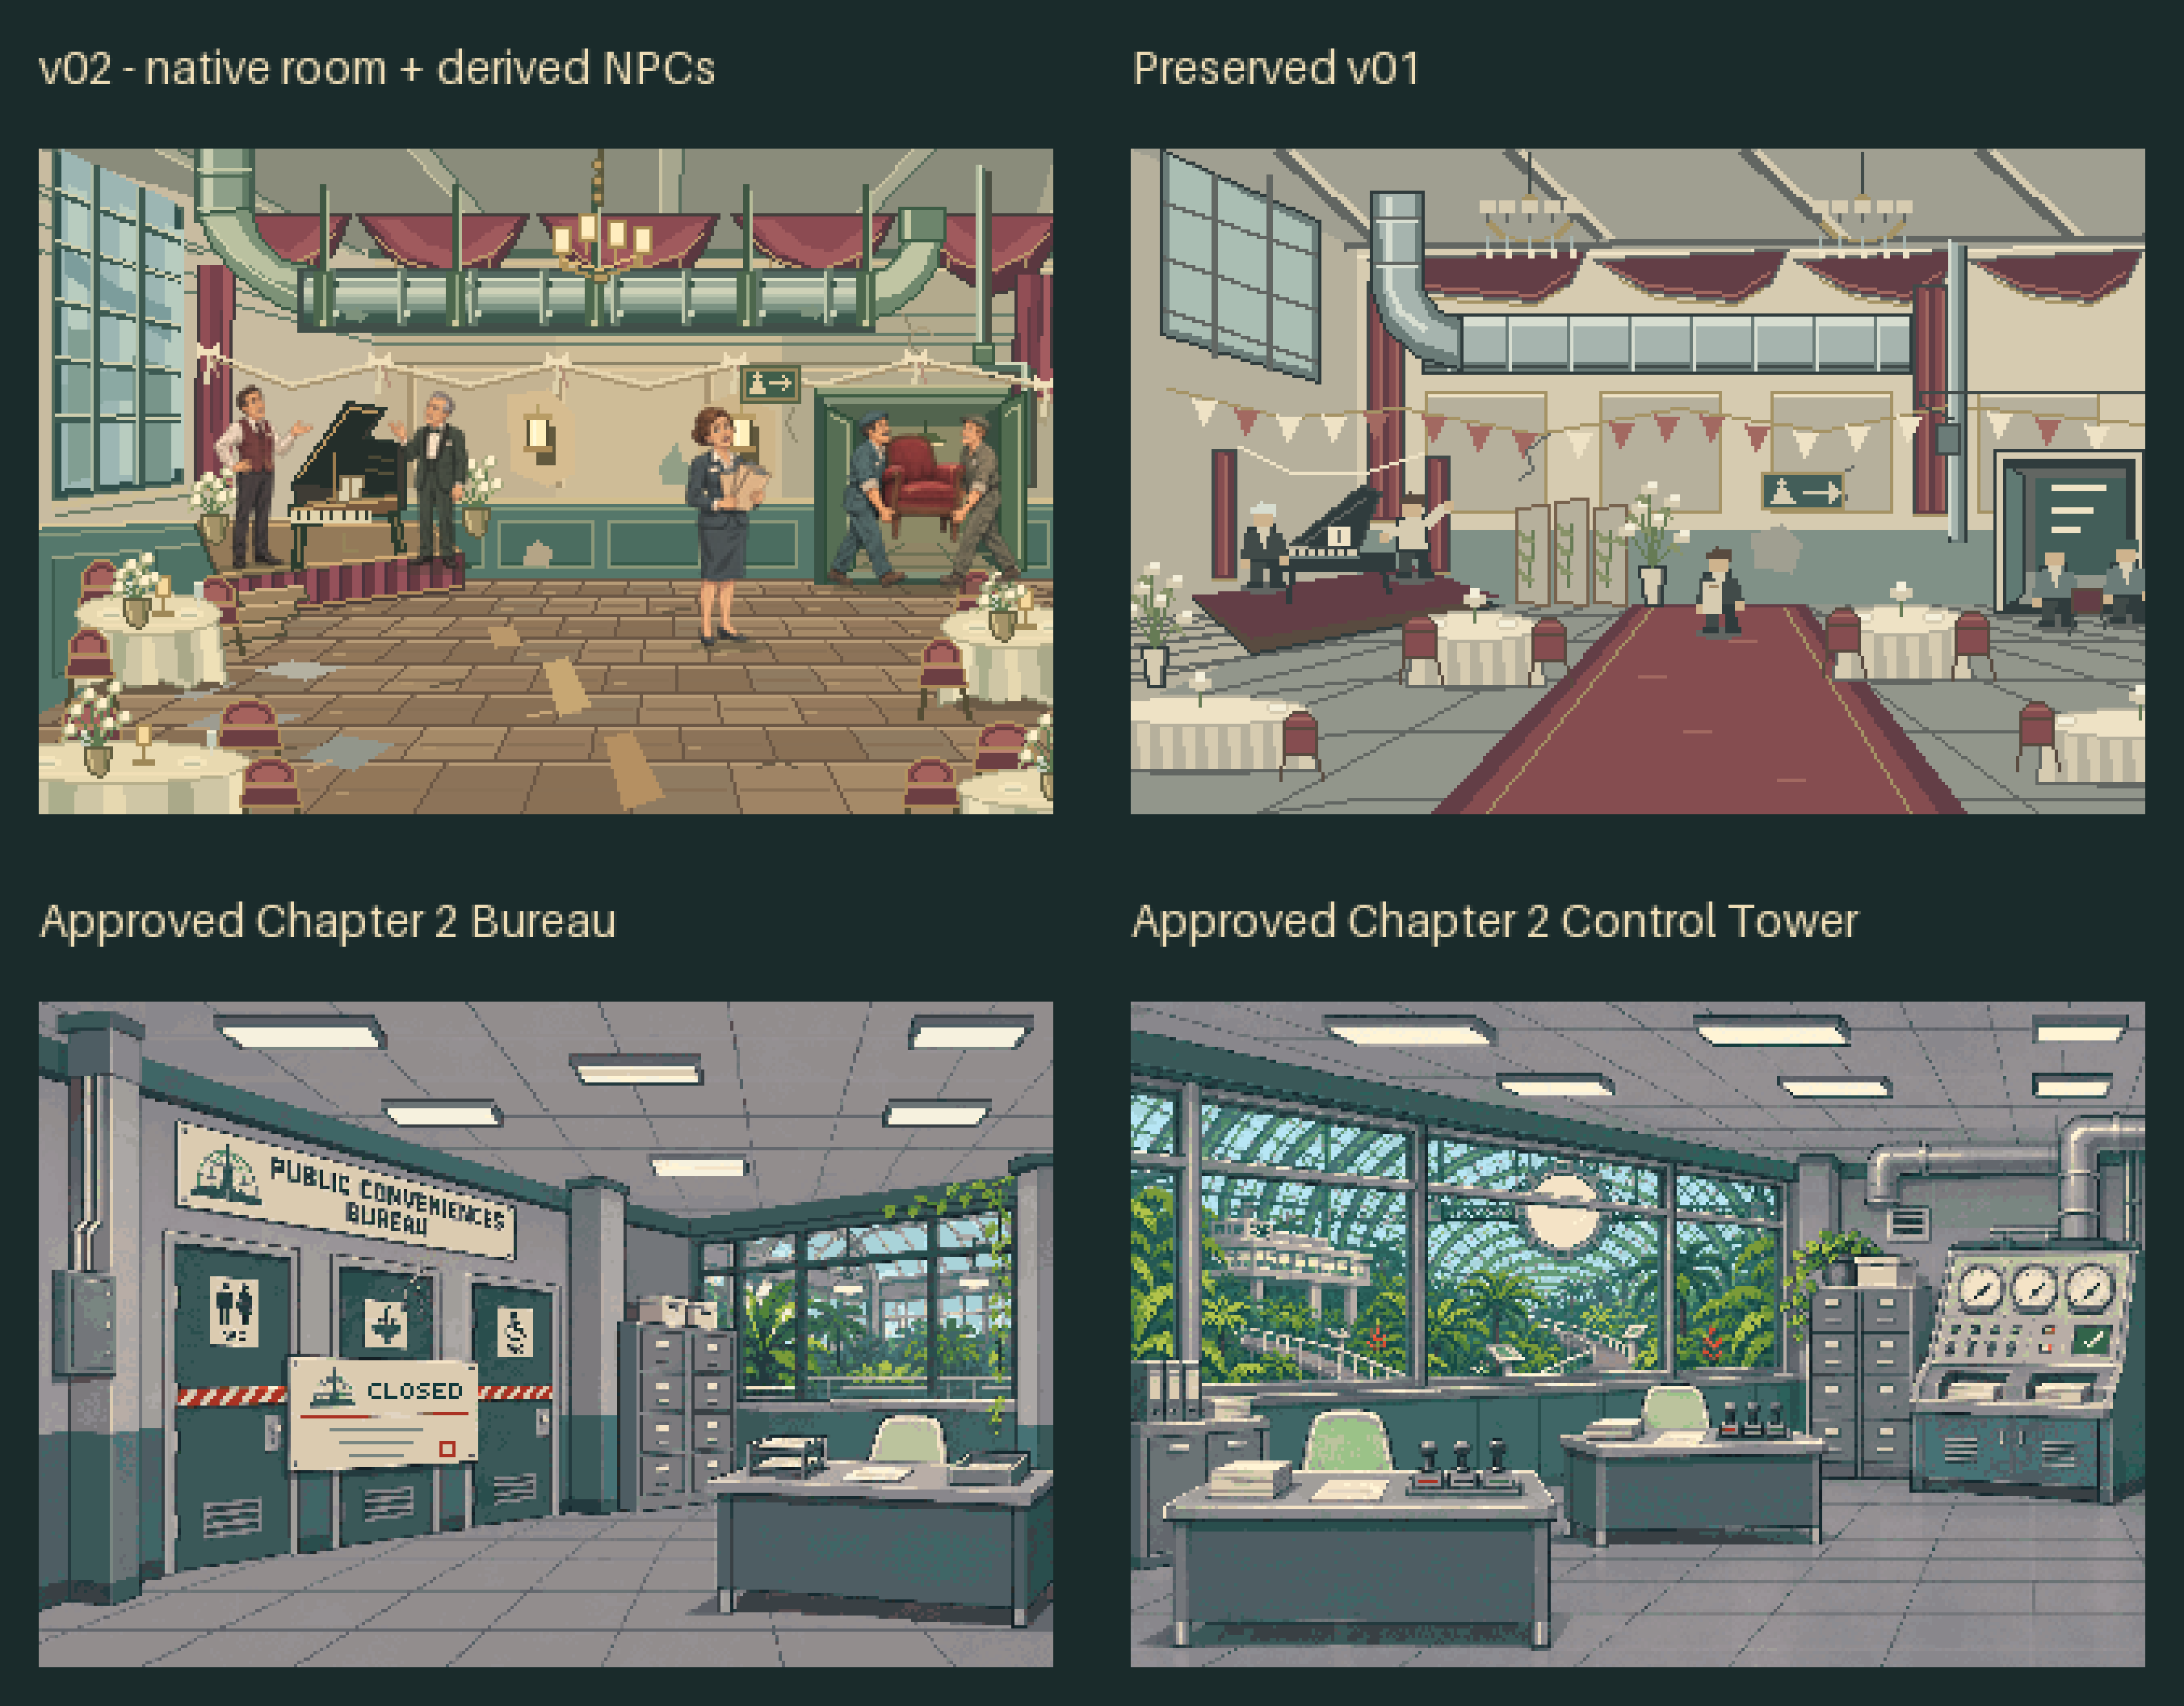 v02 - native room + derived NPCs
Preserved v01
Approved Chapter 2 Bureau
Approved Chapter 2 Control Tower
PUBLIC CONVENIENCES
BUREAU
CLOSED